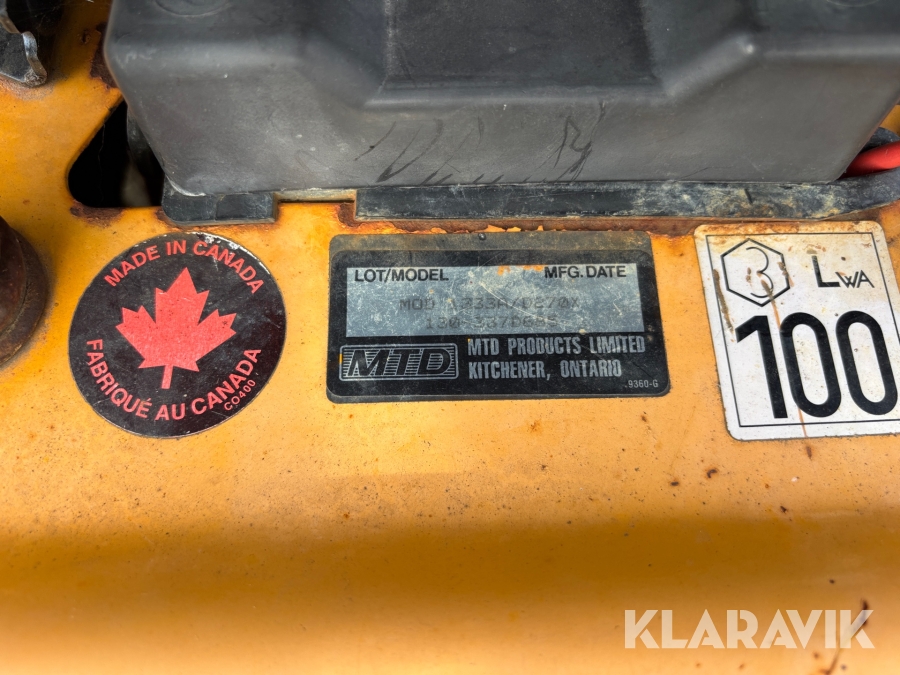 MADE IN CANADA
FABRIQUÉ AU CANADA
CO400
LOT/MODEL MFG. DATE
MOD
MTD
MTD PRODUCTS LIMITED
KITCHENER, ONTARIO
9360-G
LWA
100
KLARAVIK